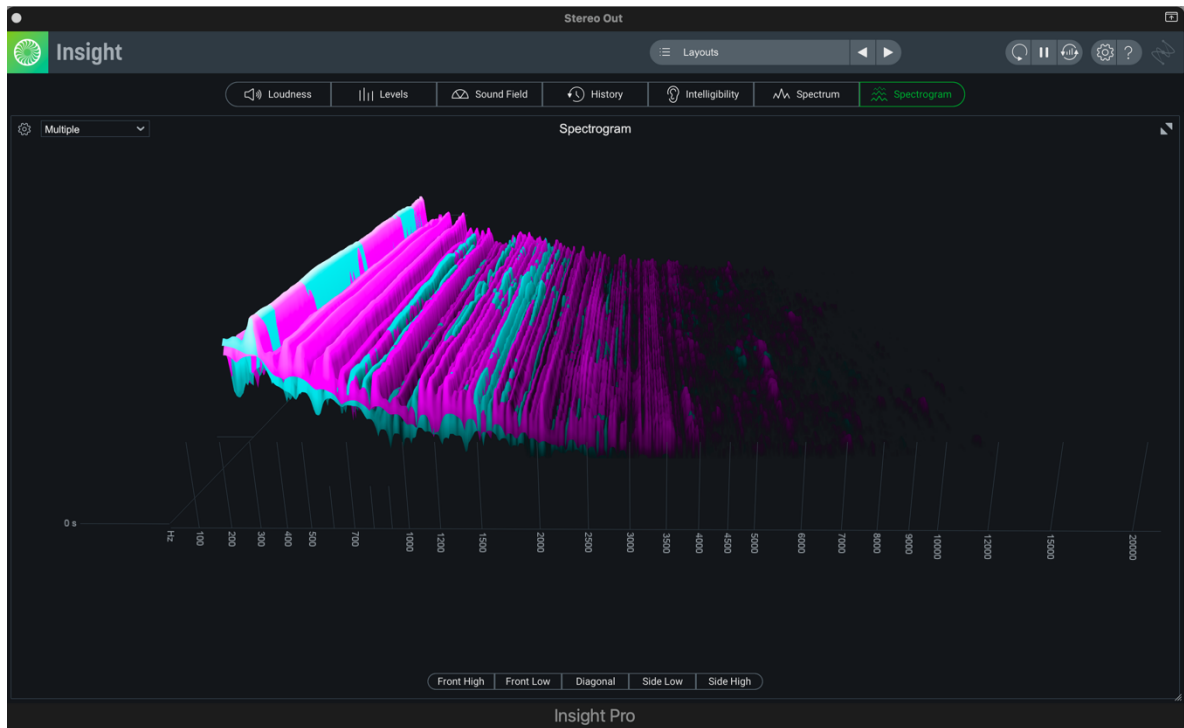 Stereo Out
Insight
Layouts
?
Loudness Levels Sound Field History Intelligibility Spectrum Spectrogram
Multiple
Spectrogram
0 s
Hz 100 200 300 400 500 700 1000 1200 1500 2000 2500 3000 3500 4000 4500 5000 6000 7000 8000 9000 10000 12000 15000 20000
Front High Front Low Diagonal Side Low Side High
Insight Pro